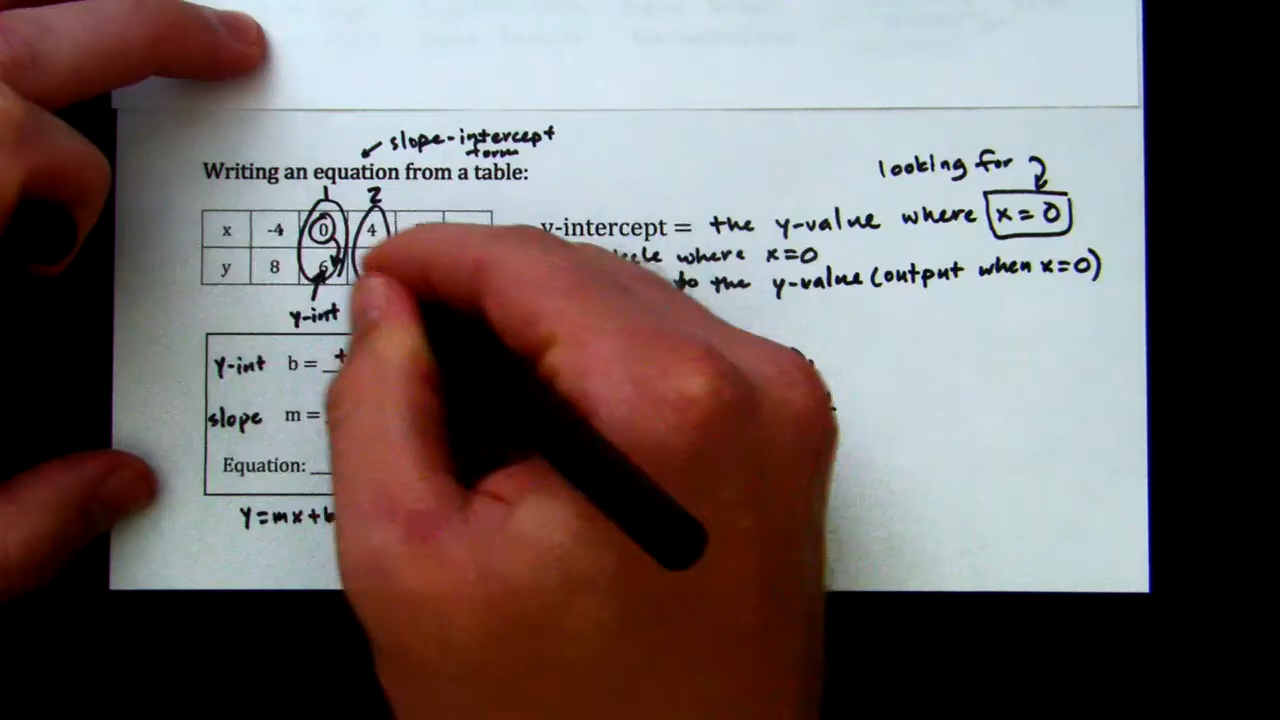 slope-intercept
form
Writing an equation from a table:
looking for
1 2
x -4 0 4
y 8 6
y-intercept = the y-value where x = 0
where x=0
to the y-value (output when x=0)
y-int
y-int b = +
slope m =
Equation:
y=mx+b